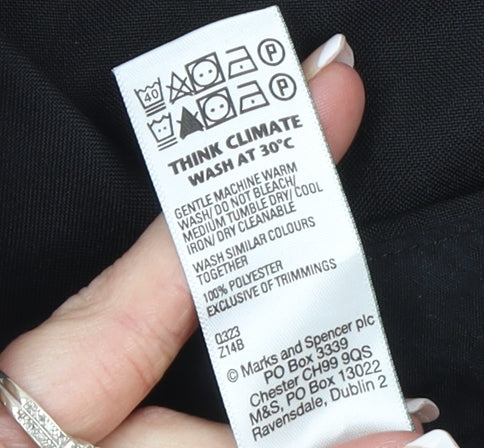 40 P
P
THINK CLIMATE
WASH AT 30°C
GENTLE MACHINE WARM
WASH/ DO NOT BLEACH/
MEDIUM TUMBLE DRY/ COOL
IRON/ DRY CLEANABLE
WASH SIMILAR COLOURS
TOGETHER
100% POLYESTER
EXCLUSIVE OF TRIMMINGS
0323
Z14B
© Marks and Spencer plc
PO Box 3339
Chester CH99 9QS
M&S, PO Box 13022
Ravensdale, Dublin 2